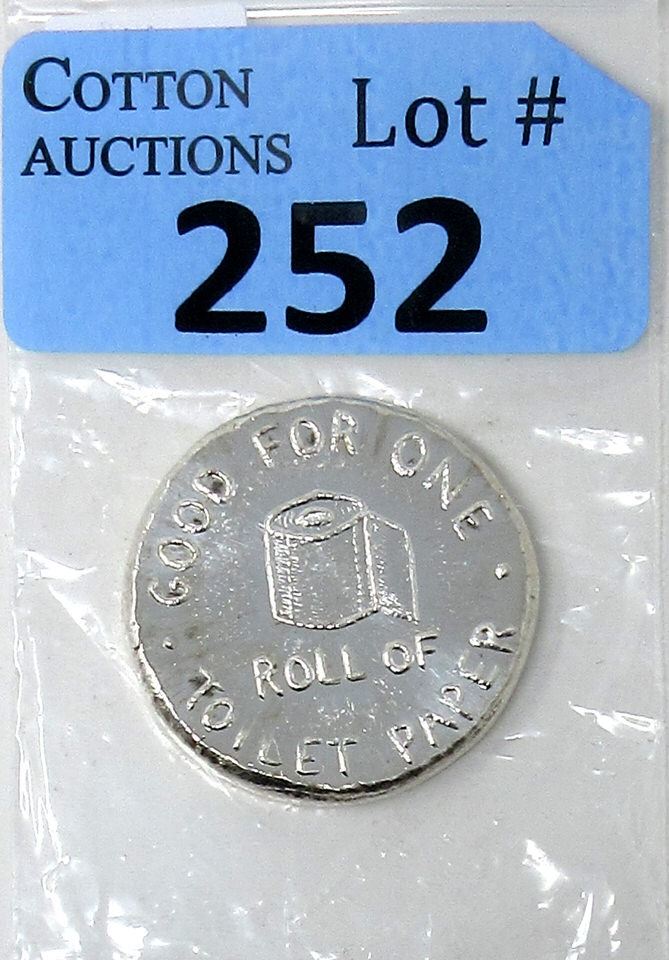 COTTON
AUCTIONS
Lot #
252
GOOD FOR ONE
ROLL OF
TOILET PAPER